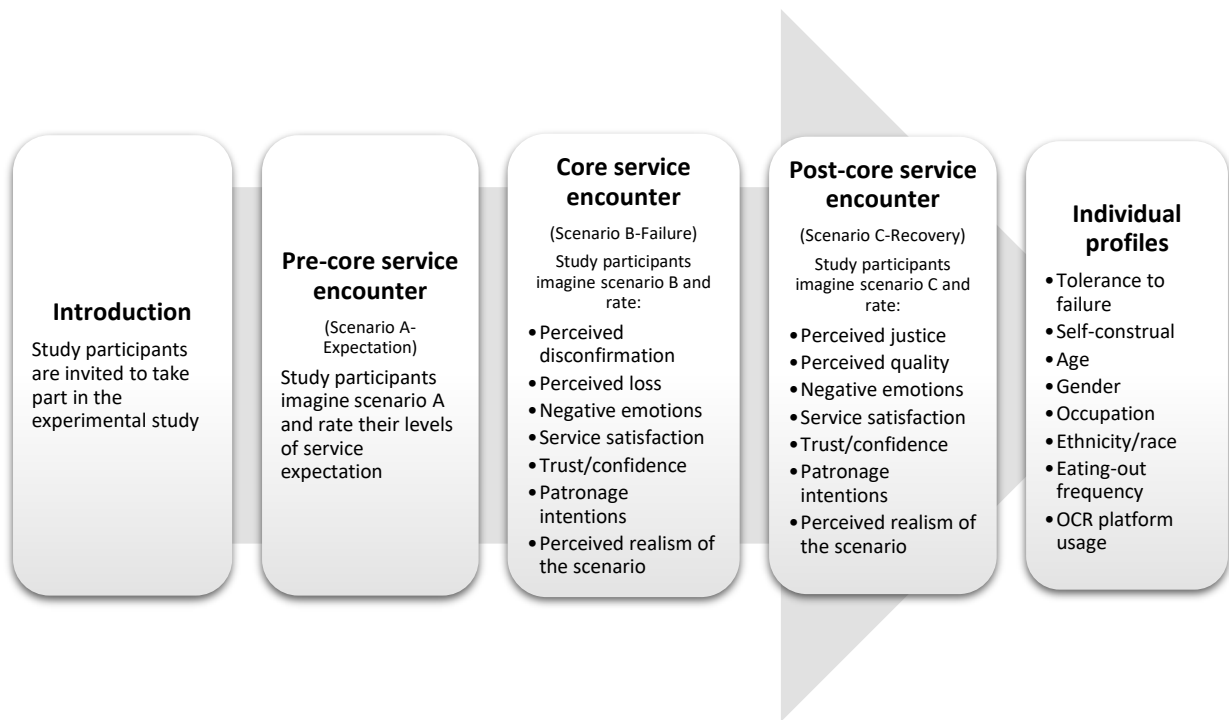 Introduction
Study participants
are invited to take
part in the
experimental study
Pre-core service
encounter
(Scenario A-
Expectation)
Study participants
imagine scenario A
and rate their levels
of service
expectation
Core service
encounter
(Scenario B-Failure)
Study participants
imagine scenario B and
rate:
•Perceived
disconfirmation
•Perceived loss
•Negative emotions
•Service satisfaction
•Trust/confidence
•Patronage
intentions
•Perceived realism of
the scenario
Post-core service
encounter
(Scenario C-Recovery)
Study participants
imagine scenario C and
rate:
•Perceived justice
•Perceived quality
•Negative emotions
•Service satisfaction
•Trust/confidence
•Patronage
intentions
•Perceived realism of
the scenario
Individual
profiles
•Tolerance to
failure
•Self-construal
•Age
•Gender
•Occupation
•Ethnicity/race
•Eating-out
frequency
•OCR platform
usage